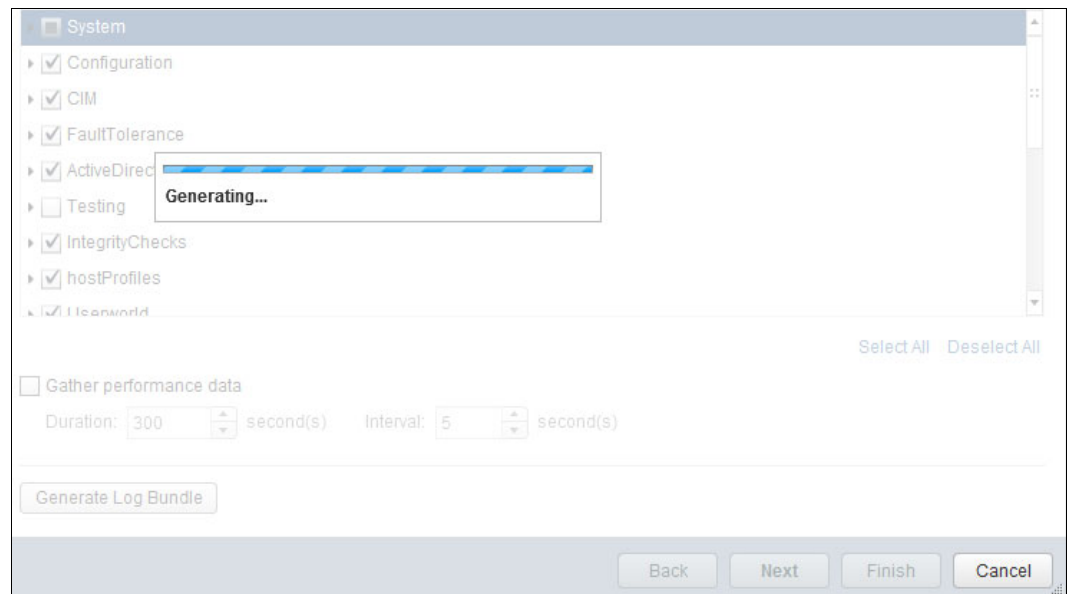 System
Configuration
CIM
FaultTolerance
ActiveDirec
Testing
Generating...
IntegrityChecks
hostProfiles
Userworld
Select All Deselect All
Gather performance data
Duration: 300 second(s) Interval: 5 second(s)
Generate Log Bundle
Back Next Finish Cancel